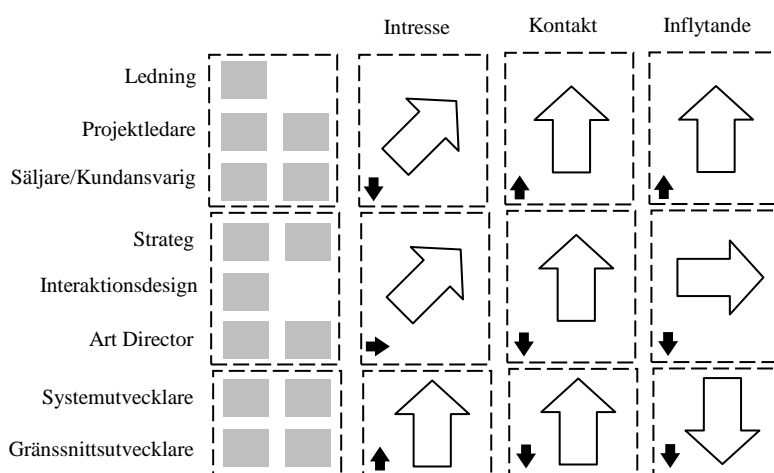 Intresse Kontakt Inflytande
Ledning
Projektledare
Säljare/Kundansvarig
Strateg
Interaktionsdesign
Art Director
Systemutvecklare
Gränssnittsutvecklare